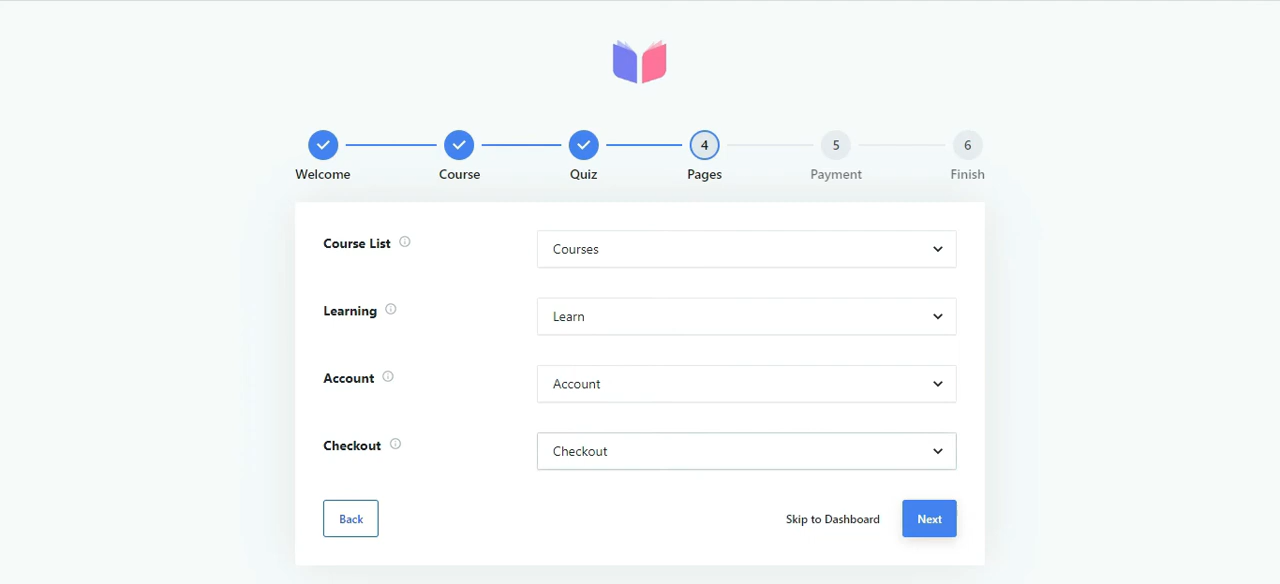 4 5 6
Welcome Course Quiz Pages Payment Finish
Course List Courses
Learning Learn
Account Account
Checkout Checkout
Back Skip to Dashboard Next